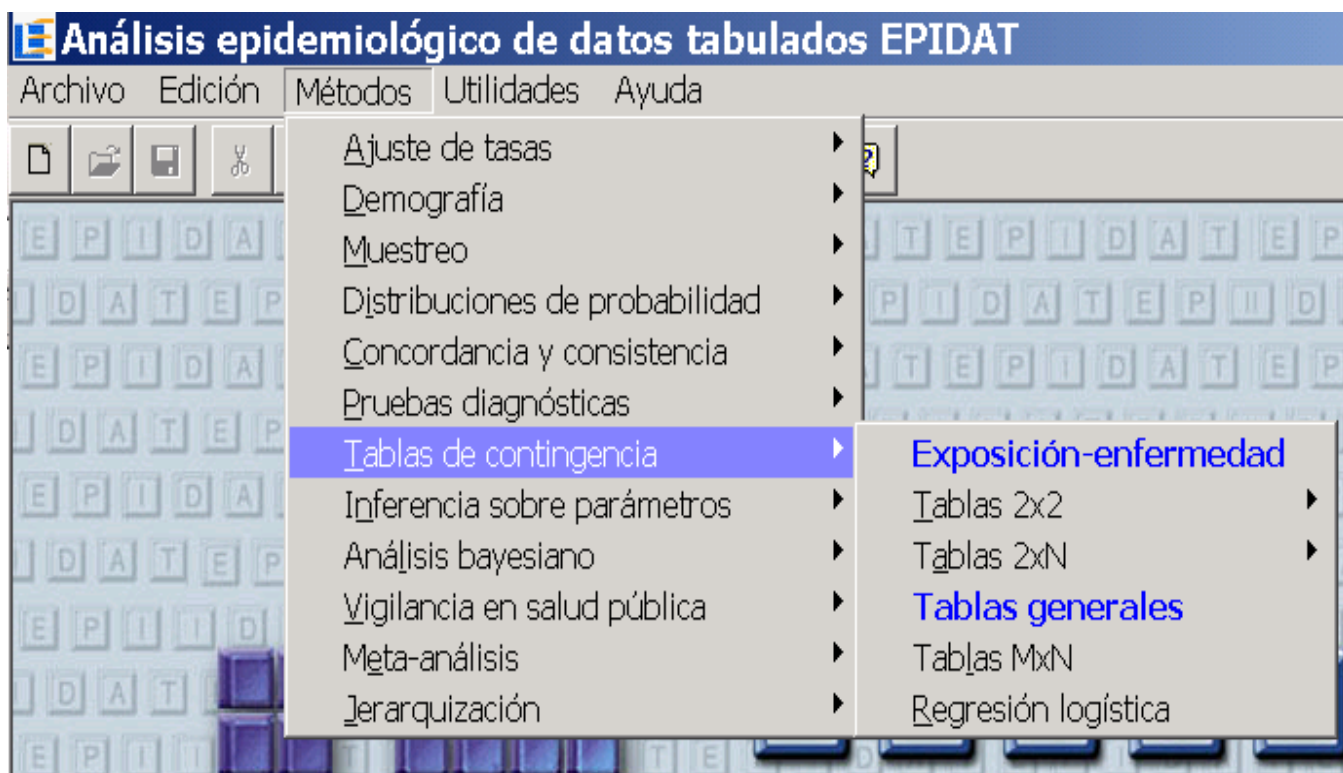 Análisis epidemiológico de datos tabulados EPIDAT
Archivo Edición Métodos Utilidades Ayuda
Ajuste de tasas
Demografía
Muestreo
Distribuciones de probabilidad
Concordancia y consistencia
Pruebas diagnósticas
Tablas de contingencia
Inferencia sobre parámetros
Análisis bayesiano
Vigilancia en salud pública
Meta-análisis
Jerarquización
Exposición-enfermedad
Tablas 2x2
Tablas 2xN
Tablas generales
Tablas MxN
Regresión logística